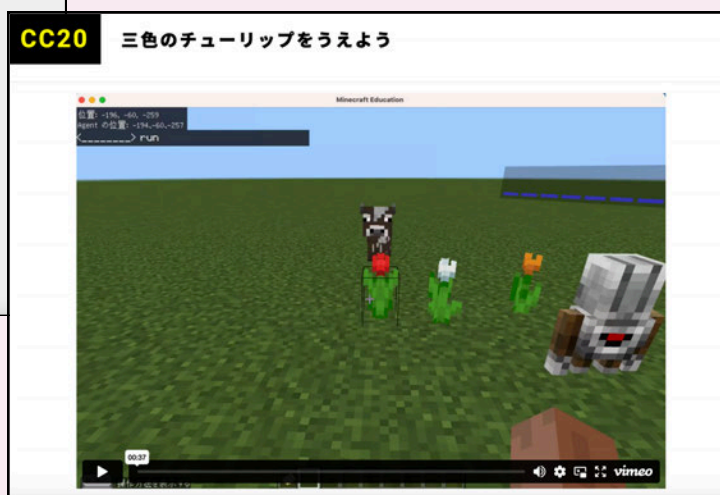 CC20 三色のチューリップをうえよう
Minecraft Education
位置: -196, -60, -259
Agent の位置: -194,-60,-257
<________> run
00:37
vimeo